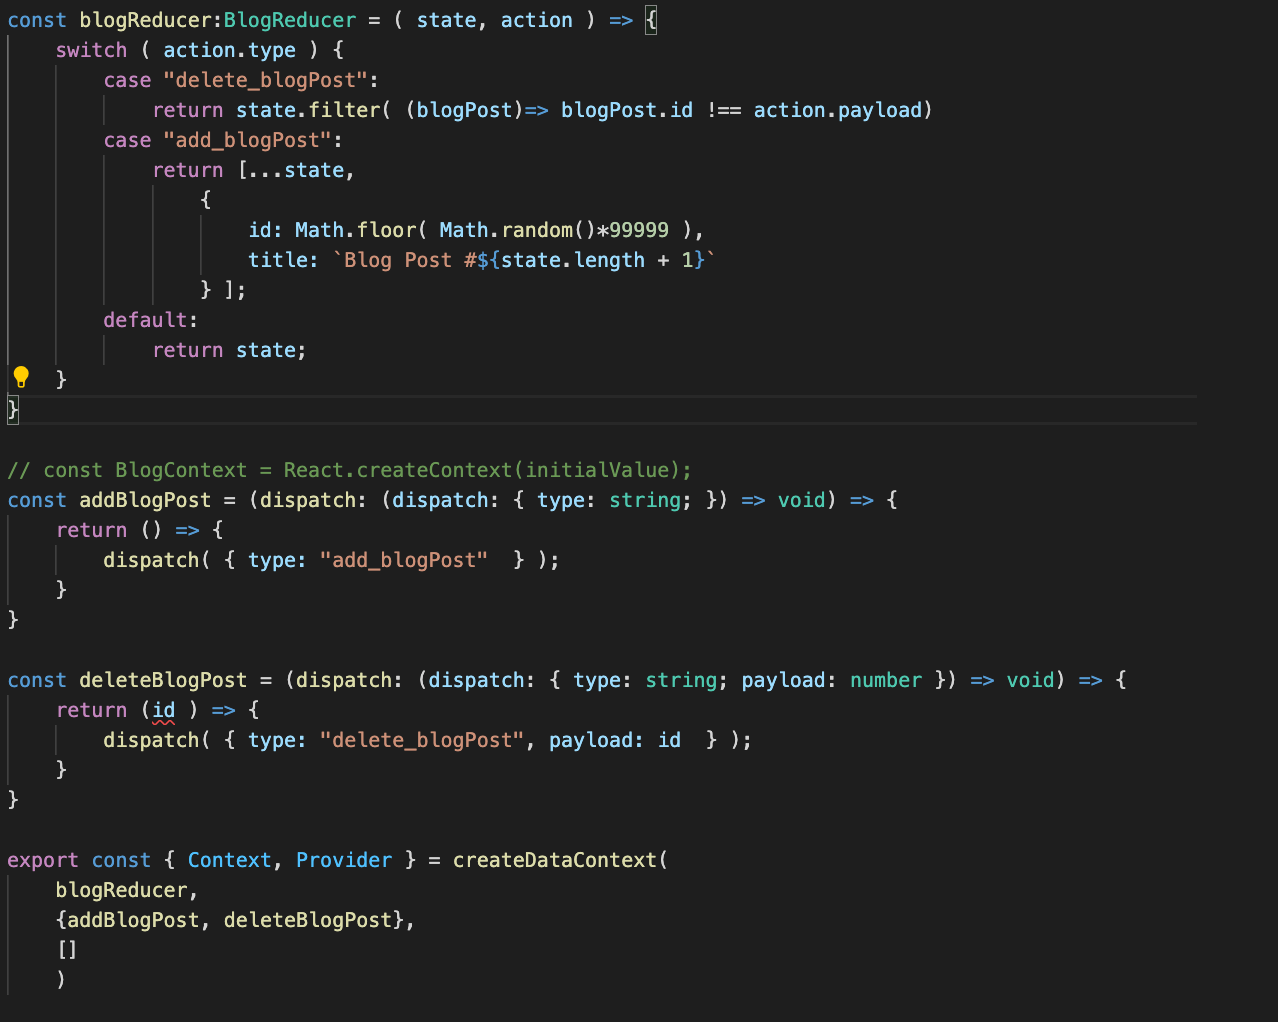 const blogReducer:BlogReducer = ( state, action ) => {
    switch ( action.type ) {
        case "delete_blogPost":
            return state.filter( (blogPost)=> blogPost.id !== action.payload)
        case "add_blogPost":
            return [...state,
                {
                    id: Math.floor( Math.random()*99999 ),
                    title: `Blog Post #${state.length + 1}`
                } ];
        default:
            return state;
    }
}

// const BlogContext = React.createContext(initialValue);
const addBlogPost = (dispatch: (dispatch: { type: string; }) => void) => {
    return () => {
        dispatch( { type: "add_blogPost"  } );
    }
}

const deleteBlogPost = (dispatch: (dispatch: { type: string; payload: number }) => void) => {
    return (id ) => {
        dispatch( { type: "delete_blogPost", payload: id  } );
    }
}

export const { Context, Provider } = createDataContext(
    blogReducer,
    {addBlogPost, deleteBlogPost},
    []
    )